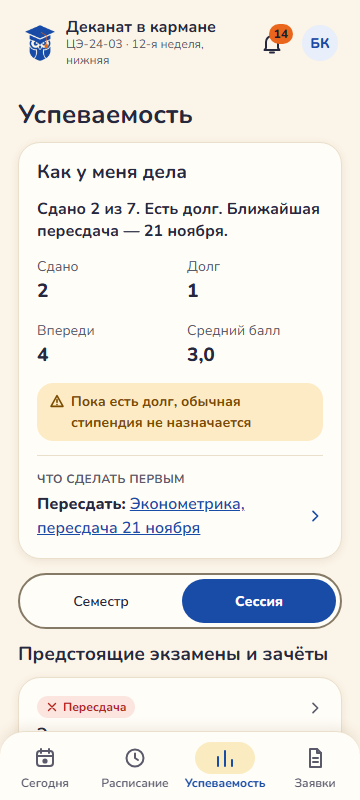 Деканат в кармане
ЦЭ-24-03 · 12-я неделя,
нижняя
14
БК
Успеваемость
Как у меня дела
Сдано 2 из 7. Есть долг. Ближайшая
пересдача — 21 ноября.
Сдано
Долг
2
1
Впереди
Средний балл
4
3,0
Пока есть долг, обычная
стипендия не назначается
ЧТО СДЕЛАТЬ ПЕРВЫМ
Пересдать: Эконометрика,
пересдача 21 ноября
Семестр
Сессия
Предстоящие экзамены и зачёты
Пересдача
Сегодня
Расписание
Успеваемость
Заявки